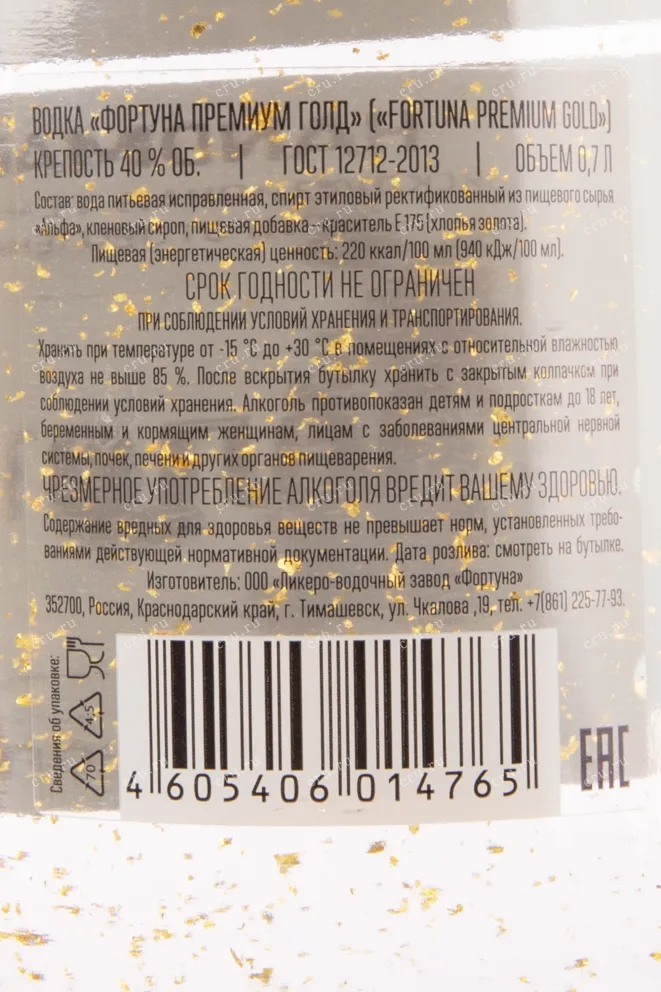 ВОДКА «ФОРТУНА ПРЕМИУМ ГОЛД» («FORTUNA PREMIUM GOLD»)
КРЕПОСТЬ 40 % ОБ. | ГОСТ 12712-2013 | ОБЪЕМ 0,7 Л
Состав: вода питьевая исправленная, спирт этиловый ректификованный из пищевого сырья
«Альфа», кленовый сироп, пищевая добавка – краситель Е 175 (хлопья золота).
Пищевая (энергетическая) ценность: 220 ккал/100 мл (940 кДж/100 мл).
СРОК ГОДНОСТИ НЕ ОГРАНИЧЕН
ПРИ СОБЛЮДЕНИИ УСЛОВИЙ ХРАНЕНИЯ И ТРАНСПОРТИРОВАНИЯ.
Хранить при температуре от -15 °С до +30 °С в помещениях с относительной влажностью
воздуха не выше 85 %. После вскрытия бутылку хранить с закрытым колпачком при
соблюдении условий хранения. Алкоголь противопоказан детям и подросткам до 18 лет,
беременным и кормящим женщинам, лицам с заболеваниями центральной нервной
системы, почек, печени и других органов пищеварения.
ЧРЕЗМЕРНОЕ УПОТРЕБЛЕНИЕ АЛКОГОЛЯ ВРЕДИТ ВАШЕМУ ЗДОРОВЬЮ.
Содержание вредных для здоровья веществ не превышает норм, установленных требо-
ваниями действующей нормативной документации. Дата розлива: смотреть на бутылке.
Изготовитель: ООО «Ликеро-водочный завод «Фортуна»
352700, Россия, Краснодарский край, г. Тимашевск, ул. Чкалова ,19, тел. +7(861) 225-77-93.
Сведения об упаковке:
4,5
70
4 605406 014765
ЕАС
cru.ru